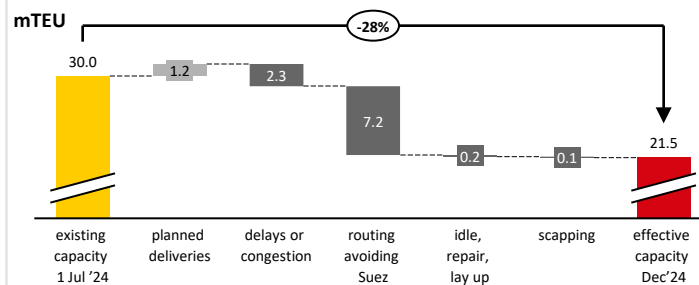 mTEU
-28%
30.0
1.2
2.3
7.2
0.2
0.1
21.5
existing
capacity
1 Jul ’24
planned
deliveries
delays or
congestion
routing
avoiding
Suez
idle,
repair,
lay up
scapping
effective
capacity
Dec’24